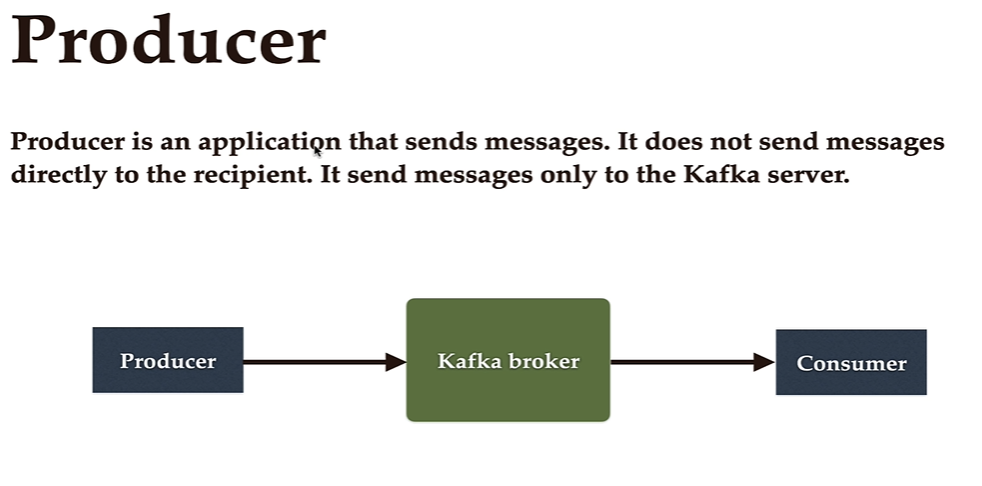 Producer
Producer is an application that sends messages. It does not send messages
directly to the recipient. It send messages only to the Kafka server.
Producer
Kafka broker
Consumer